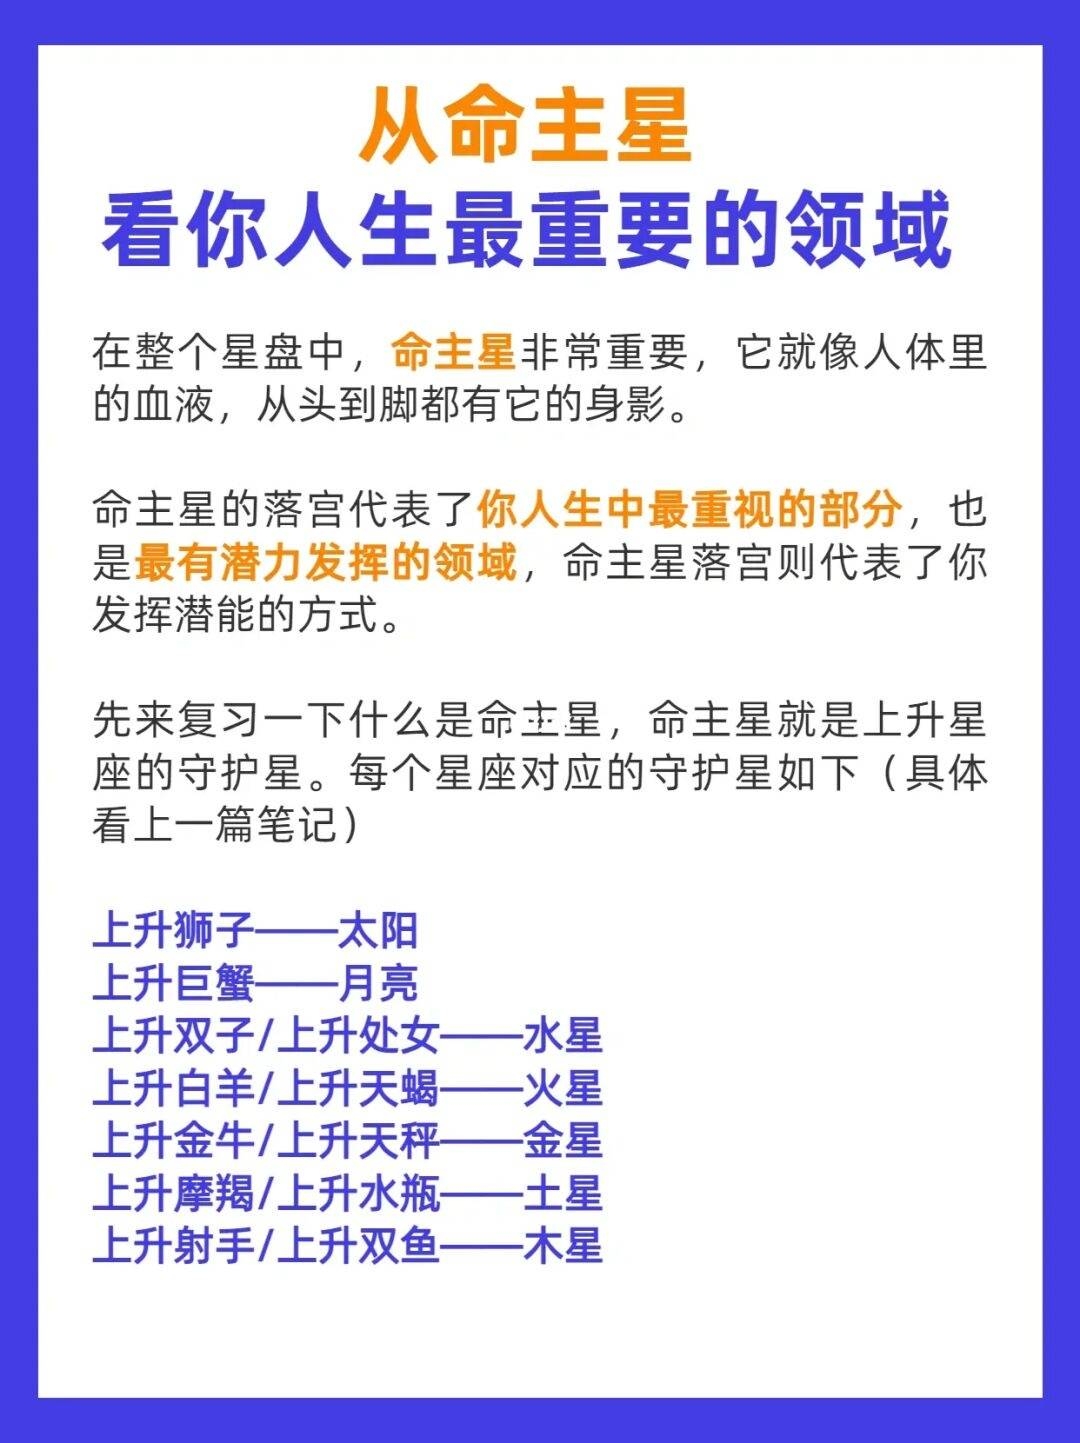 从命主星
看你人生最重要的领域
在整个星盘中，命主星非常重要，它就像人体里
的血液，从头到脚都有它的身影。
命主星的落宫代表了你人生中最重视的部分，也
是最有潜力发挥的领域，命主星落宫则代表了你
发挥潜能的方式。
先来复习一下什么是命主星，命主星就是上升星
座的守护星。每个星座对应的守护星如下（具体
看上一篇笔记）
上升狮子——太阳
上升巨蟹——月亮
上升双子/上升处女——水星
上升白羊/上升天蝎——火星
上升金牛/上升天秤——金星
上升摩羯/上升水瓶——土星
上升射手/上升双鱼——木星